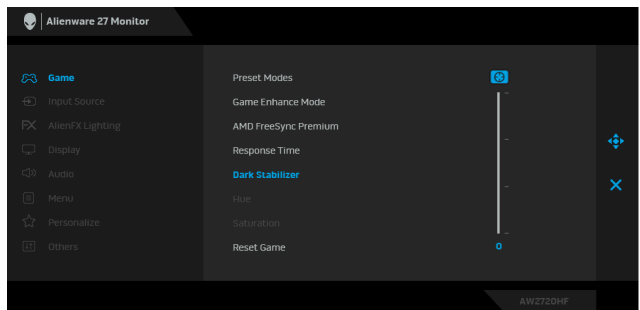 Alienware 27 Monitor
Game
Input Source
AlienFX Lighting
Display
Audio
Menu
Personalize
Others
Preset Modes
Game Enhance Mode
AMD FreeSync Premium
Response Time
Dark Stabilizer
Hue
Saturation
Reset Game
0
AW2720HF